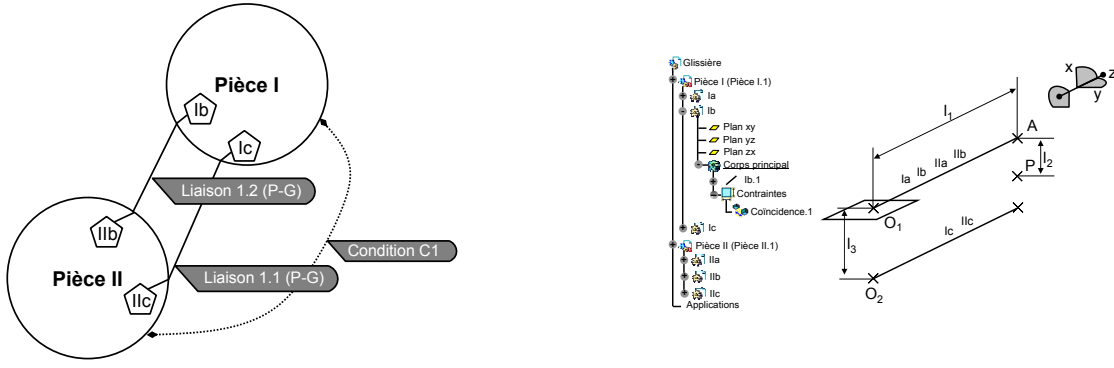 Pièce I
Ib
Ic
Liaison 1.2 (P-G)
IIb
Condition C1
Pièce II
Liaison 1.1 (P-G)
IIc
Glissière
Pièce I (Pièce I.1)
Ia
Ib
Plan xy
Plan yz
Plan zx
Corps principal
Ib.1
Contraintes
Coïncidence.1
Ic
Pièce II (Pièce II.1)
IIa
IIb
IIc
Applications
x
z
y
l1
A
P
l2
Ia Ib IIa IIb
O1
Ic IIc
l3
O2